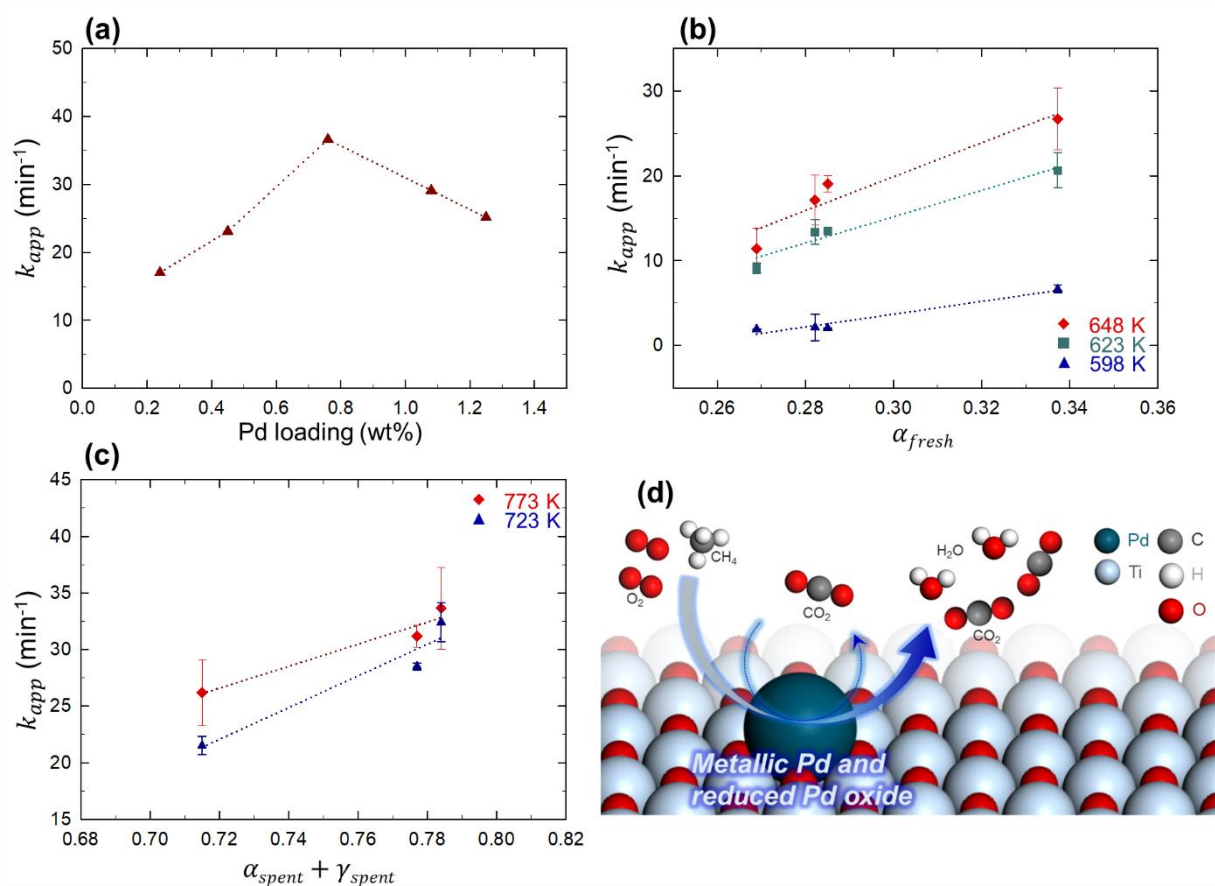 (a)
50
40
30
20
10
0
k_app (min⁻¹)
0.0 0.2 0.4 0.6 0.8 1.0 1.2 1.4
Pd loading (wt%)
(b)
30
20
10
0
k_app (min⁻¹)
648 K
623 K
598 K
0.26 0.28 0.30 0.32 0.34 0.36
α_fresh
(c)
45
40
35
30
25
20
15
k_app (min⁻¹)
773 K
723 K
0.68 0.70 0.72 0.74 0.76 0.78 0.80 0.82
α_spent + γ_spent
(d)
O₂
CH₄
CO₂
H₂O
CO₂
Pd
C
Ti
H
O
Metallic Pd and
reduced Pd oxide